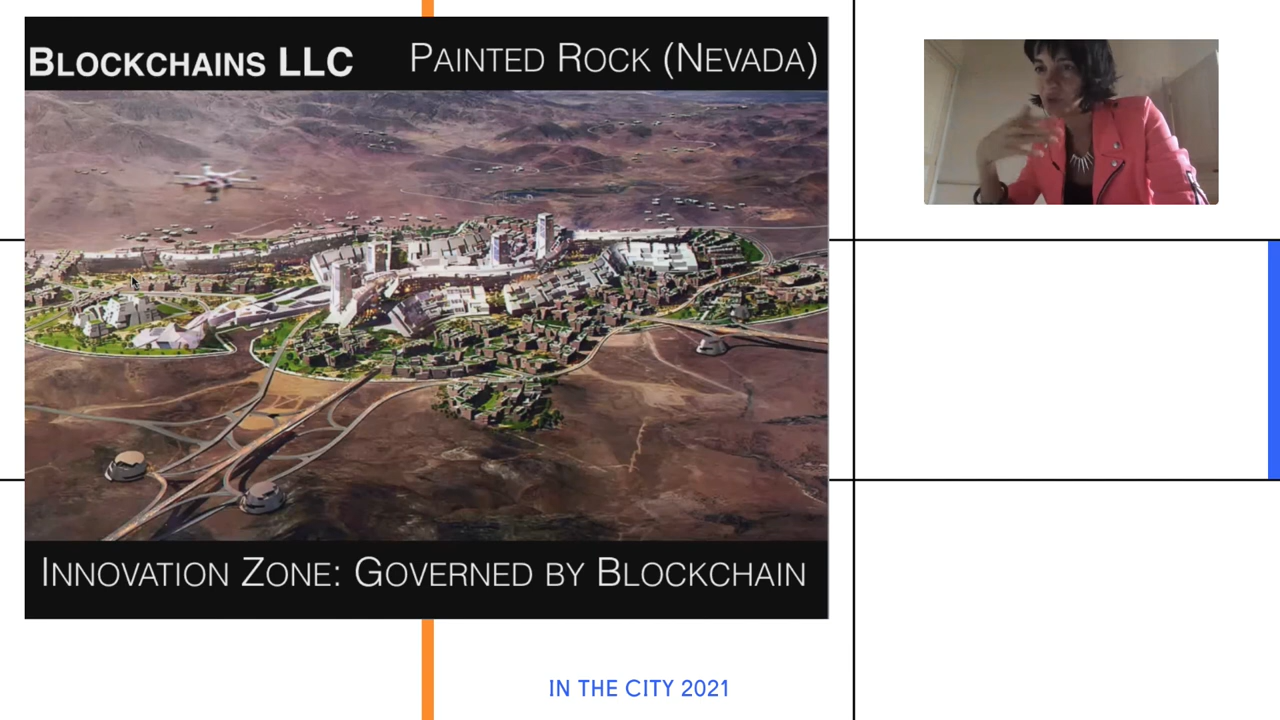 BLOCKCHAINS LLC
PAINTED ROCK (NEVADA)
INNOVATION ZONE: GOVERNED BY BLOCKCHAIN
IN THE CITY 2021